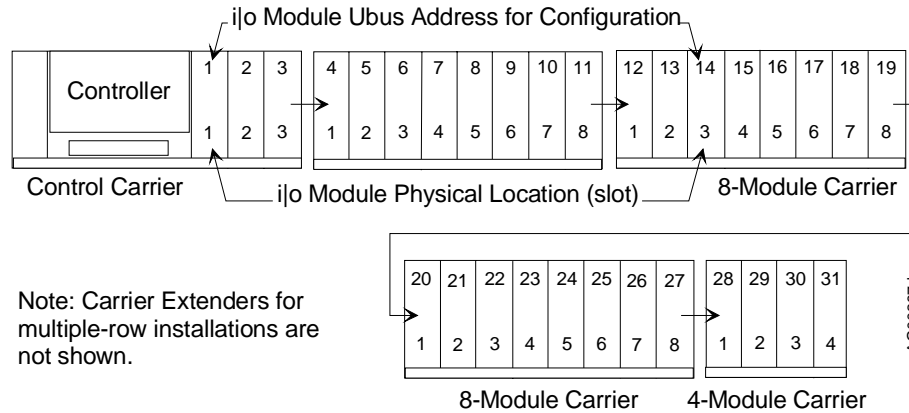 i|o Module Ubus Address for Configuration
1 2 3 4 5 6 7 8 9 10 11 12 13 14 15 16 17 18 19
Controller
1 2 3 1 2 3 4 5 6 7 8 1 2 3 4 5 6 7 8
Control Carrier
i|o Module Physical Location (slot)
8-Module Carrier
20 21 22 23 24 25 26 27 28 29 30 31
Note: Carrier Extenders for
multiple-row installations are
not shown.
1 2 3 4 5 6 7 8 1 2 3 4
8-Module Carrier
4-Module Carrier